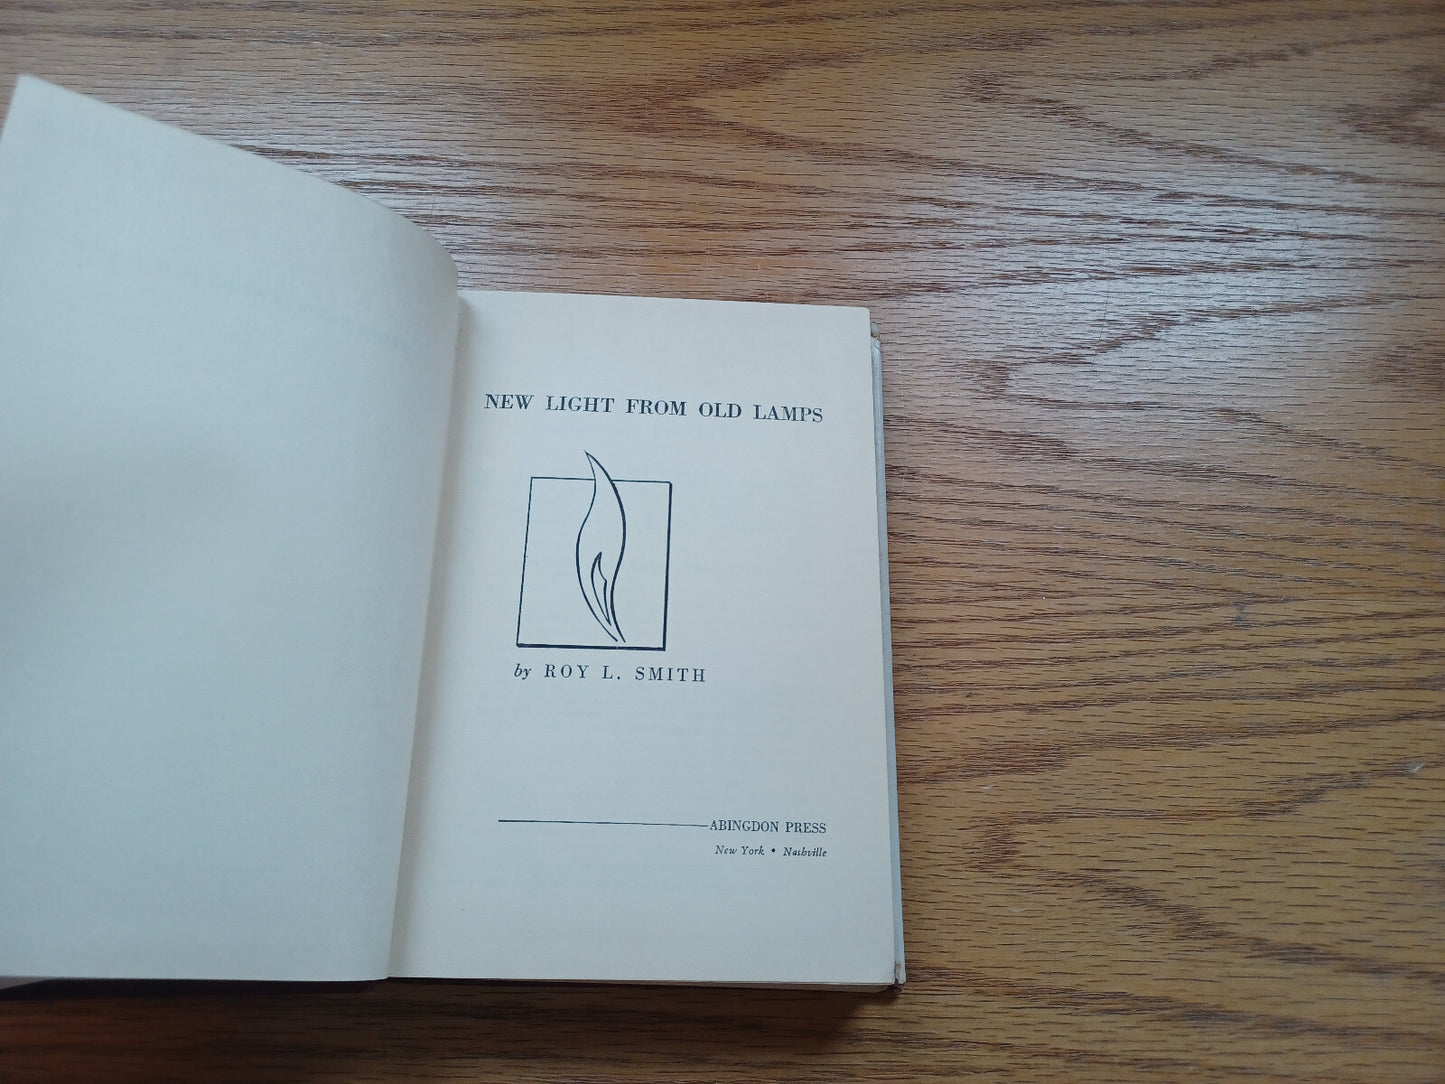 NEW LIGHT FROM OLD LAMPS
by ROY L. SMITH
ABINGDON PRESS
New York • Nashville